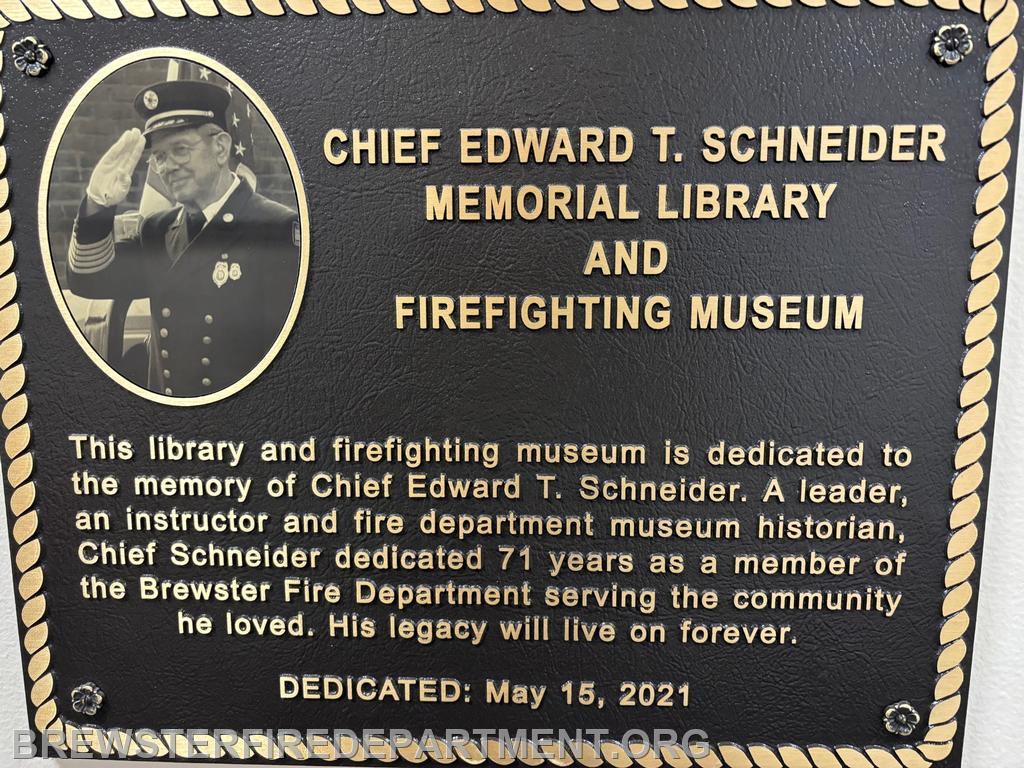 CHIEF EDWARD T. SCHNEIDER
MEMORIAL LIBRARY
AND
FIREFIGHTING MUSEUM
This library and firefighting museum is dedicated to
the memory of Chief Edward T. Schneider. A leader,
an instructor and fire department museum historian,
Chief Schneider dedicated 71 years as a member of
the Brewster Fire Department serving the community
he loved. His legacy will live on forever.
DEDICATED: May 15, 2021
BREWSTERFIREDEPARTMENT.ORG